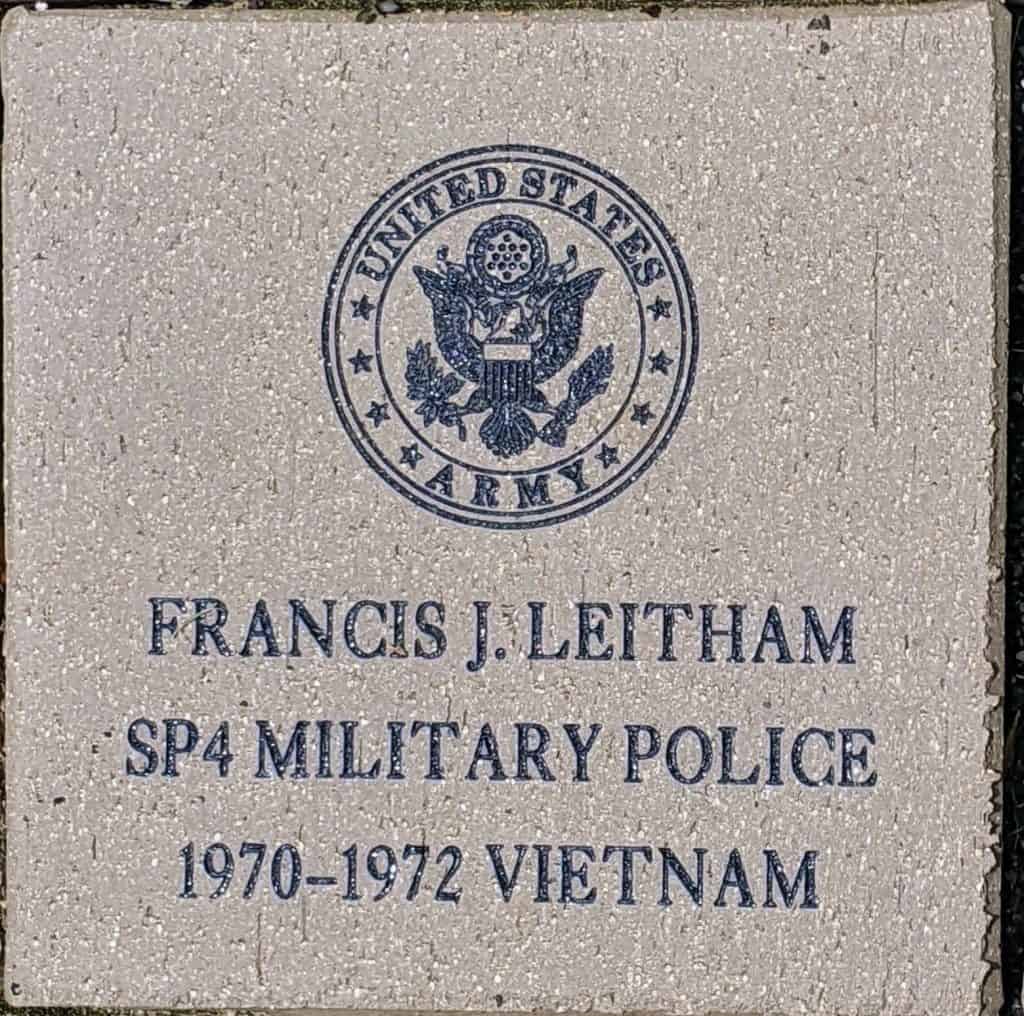 UNITED STATES
ARMY
FRANCIS J. LEITHAM
SP4 MILITARY POLICE
1970-1972 VIETNAM